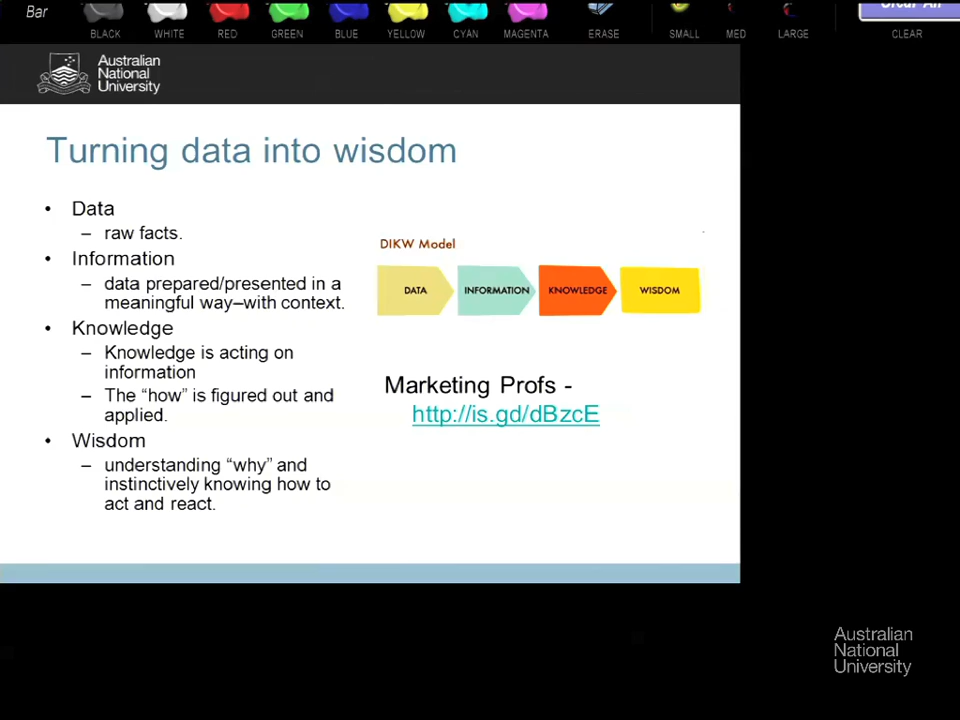 Bar
BLACK WHITE RED GREEN BLUE YELLOW CYAN MAGENTA ERASE SMALL MED LARGE CLEAR
Australian
National
University
Turning data into wisdom
• Data
– raw facts.
• Information
– data prepared/presented in a
meaningful way–with context.
• Knowledge
– Knowledge is acting on
information
– The “how” is figured out and
applied.
• Wisdom
– understanding “why” and
instinctively knowing how to
act and react.
DIKW Model
DATA INFORMATION KNOWLEDGE WISDOM
Marketing Profs -
http://is.gd/dBzcE
Australian
National
University